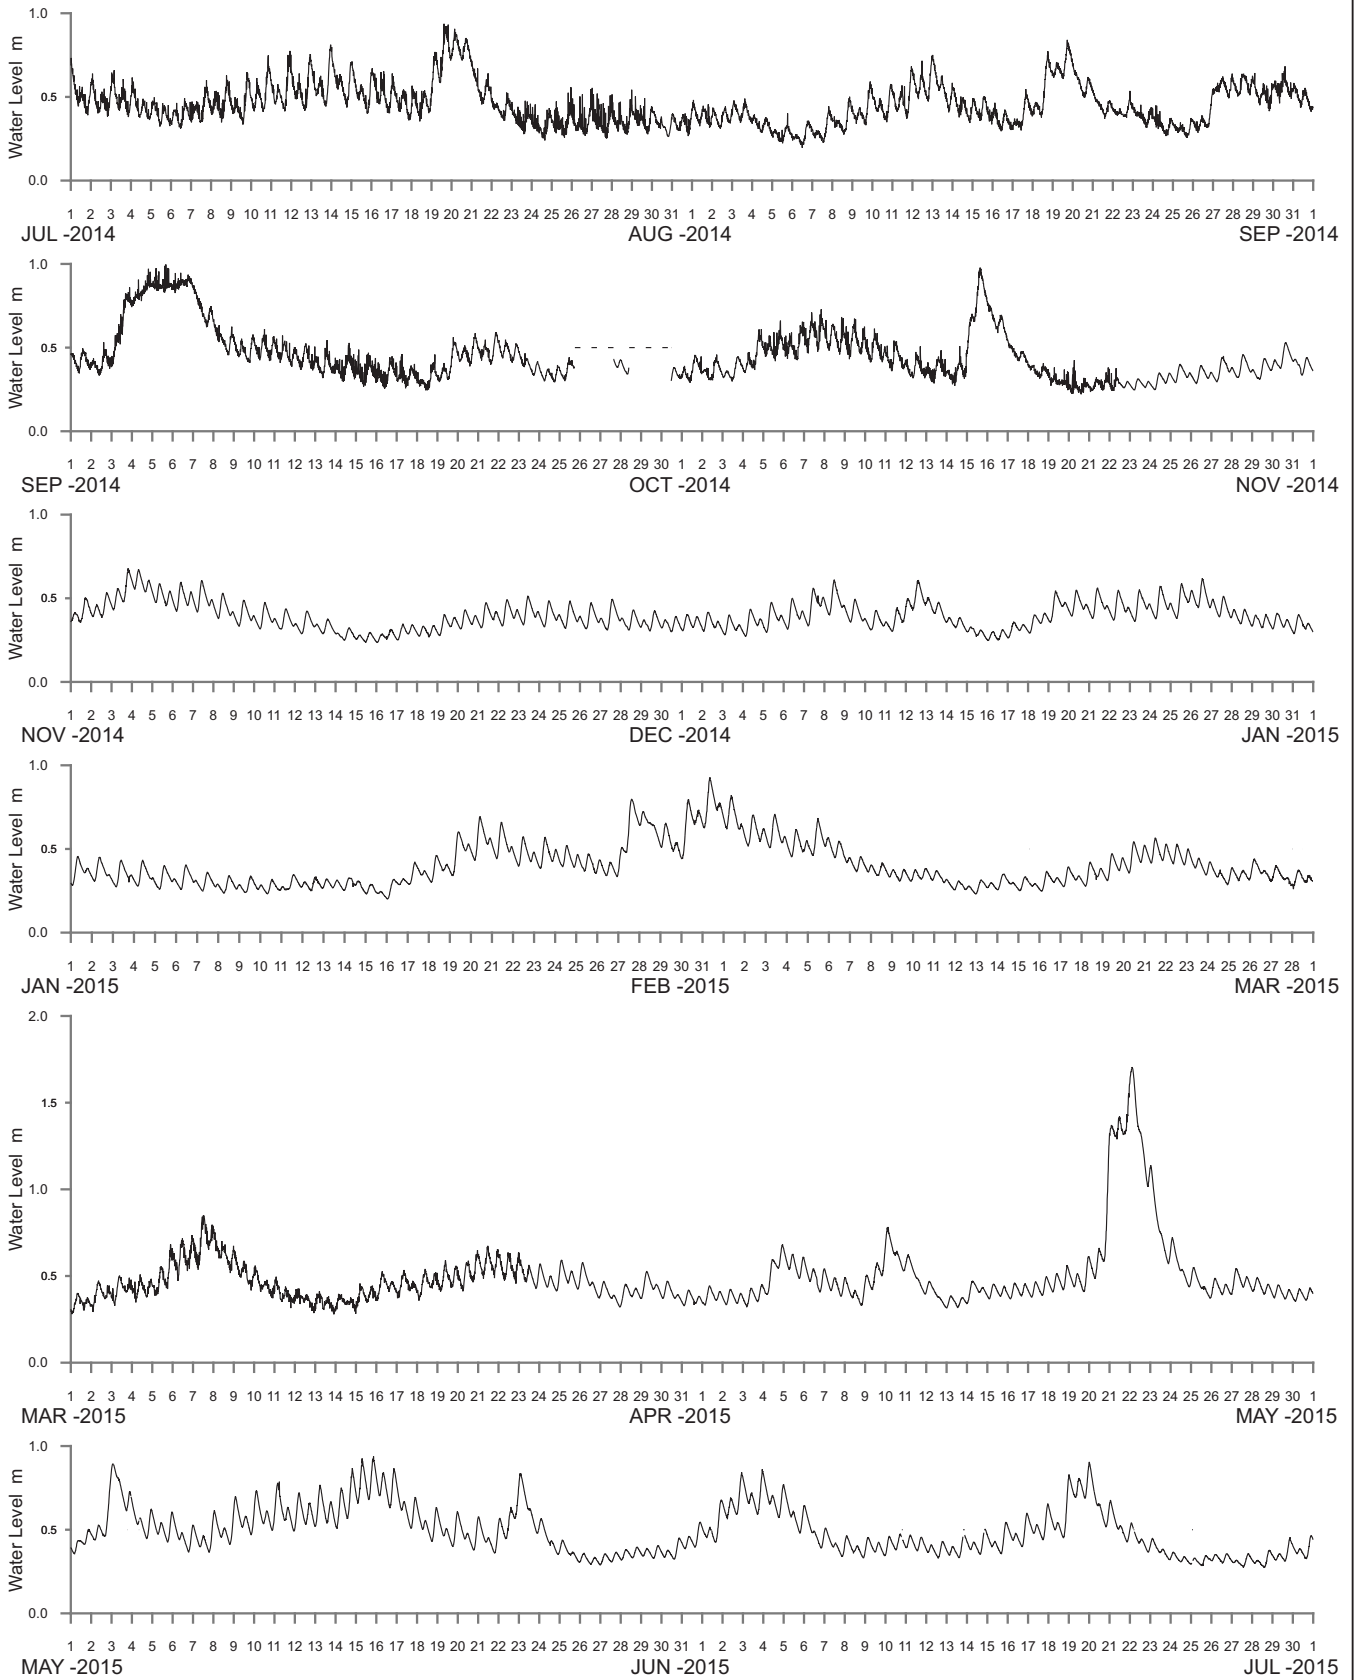 1.0
Water Level m
0.5
0.0
1 2 3 4 5 6 7 8 9 10 11 12 13 14 15 16 17 18 19 20 21 22 23 24 25 26 27 28 29 30 31 1 2 3 4 5 6 7 8 9 10 11 12 13 14 15 16 17 18 19 20 21 22 23 24 25 26 27 28 29 30 31 1
JUL -2014 AUG -2014 SEP -2014
1.0
Water Level m
0.5
0.0
1 2 3 4 5 6 7 8 9 10 11 12 13 14 15 16 17 18 19 20 21 22 23 24 25 26 27 28 29 30 1 2 3 4 5 6 7 8 9 10 11 12 13 14 15 16 17 18 19 20 21 22 23 24 25 26 27 28 29 30 31 1
SEP -2014 OCT -2014 NOV -2014
1.0
Water Level m
0.5
0.0
1 2 3 4 5 6 7 8 9 10 11 12 13 14 15 16 17 18 19 20 21 22 23 24 25 26 27 28 29 30 1 2 3 4 5 6 7 8 9 10 11 12 13 14 15 16 17 18 19 20 21 22 23 24 25 26 27 28 29 30 31 1
NOV -2014 DEC -2014 JAN -2015
1.0
Water Level m
0.5
0.0
1 2 3 4 5 6 7 8 9 10 11 12 13 14 15 16 17 18 19 20 21 22 23 24 25 26 27 28 29 30 31 1 2 3 4 5 6 7 8 9 10 11 12 13 14 15 16 17 18 19 20 21 22 23 24 25 26 27 28 1
JAN -2015 FEB -2015 MAR -2015
2.0
1.5
Water Level m
1.0
0.5
0.0
1 2 3 4 5 6 7 8 9 10 11 12 13 14 15 16 17 18 19 20 21 22 23 24 25 26 27 28 29 30 31 1 2 3 4 5 6 7 8 9 10 11 12 13 14 15 16 17 18 19 20 21 22 23 24 25 26 27 28 29 30 1
MAR -2015 APR -2015 MAY -2015
1.0
Water Level m
0.5
0.0
1 2 3 4 5 6 7 8 9 10 11 12 13 14 15 16 17 18 19 20 21 22 23 24 25 26 27 28 29 30 31 1 2 3 4 5 6 7 8 9 10 11 12 13 14 15 16 17 18 19 20 21 22 23 24 25 26 27 28 29 30 1
MAY -2015 JUN -2015 JUL -2015